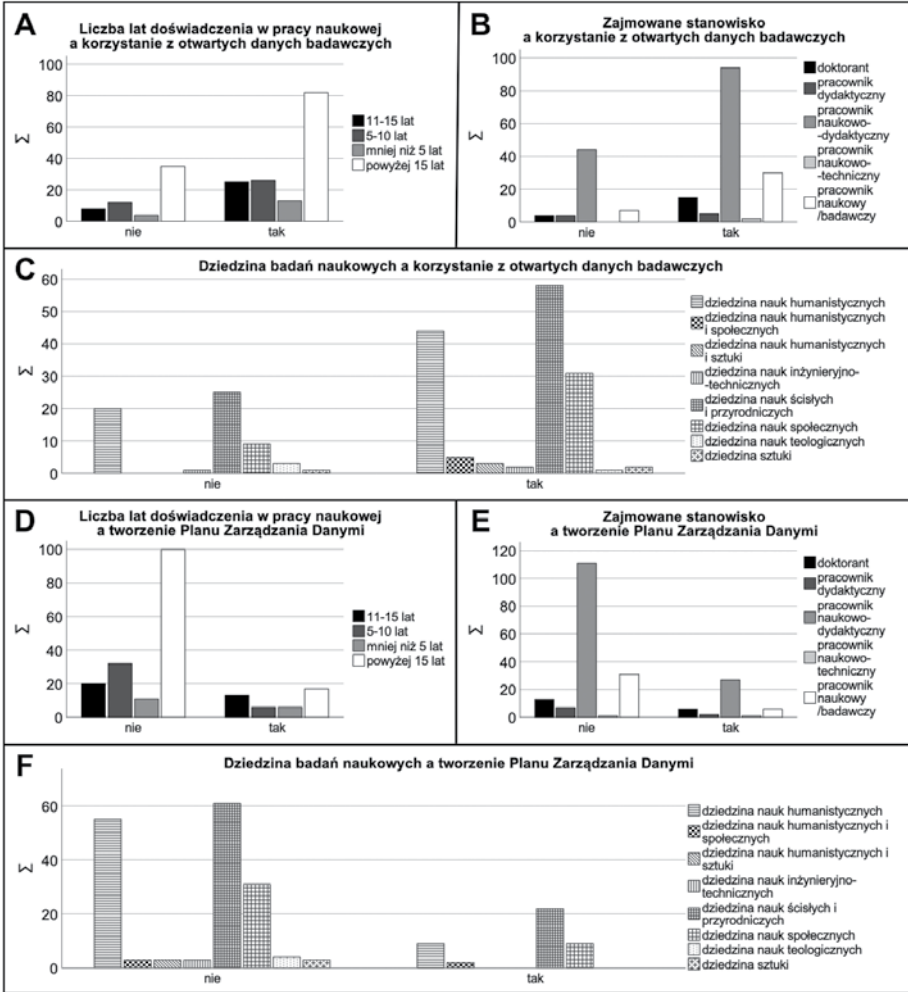 A
Liczba lat doświadczenia w pracy naukowej
a korzystanie z otwartych danych badawczych
100
80
60
40
20
0
Σ
nie
tak
11-15 lat
5-10 lat
mniej niż 5 lat
powyżej 15 lat
B
Zajmowane stanowisko
a korzystanie z otwartych danych badawczych
100
80
60
40
20
0
Σ
nie
tak
doktorant
pracownik
dydaktyczny
pracownik
naukowo-
-dydaktyczny
pracownik
naukowo-
-techniczny
pracownik
naukowy
/badawczy
C
Dziedzina badań naukowych a korzystanie z otwartych danych badawczych
60
50
40
30
20
10
0
Σ
nie
tak
dziedzina nauk humanistycznych
dziedzina nauk humanistycznych
i społecznych
dziedzina nauk humanistycznych
i sztuki
dziedzina nauk inżynieryjno-
-technicznych
dziedzina nauk ścisłych
i przyrodniczych
dziedzina nauk społecznych
dziedzina nauk teologicznych
dziedzina sztuki
D
Liczba lat doświadczenia w pracy naukowej
a tworzenie Planu Zarządzania Danymi
100
80
60
40
20
0
Σ
nie
tak
11-15 lat
5-10 lat
mniej niż 5 lat
powyżej 15 lat
E
Zajmowane stanowisko
a tworzenie Planu Zarządzania Danymi
120
100
80
60
40
20
0
Σ
nie
tak
doktorant
pracownik
dydaktyczny
pracownik
naukowo-
dydaktyczny
pracownik
naukowo-
techniczny
pracownik
naukowy
/badawczy
F
Dziedzina badań naukowych a tworzenie Planu Zarządzania Danymi
60
40
20
0
Σ
nie
tak
dziedzina nauk humanistycznych
dziedzina nauk humanistycznych i
społecznych
dziedzina nauk humanistycznych i
sztuki
dziedzina nauk inżynieryjno-
technicznych
dziedzina nauk ścisłych i
przyrodniczych
dziedzina nauk społecznych
dziedzina nauk teologicznych
dziedzina sztuki